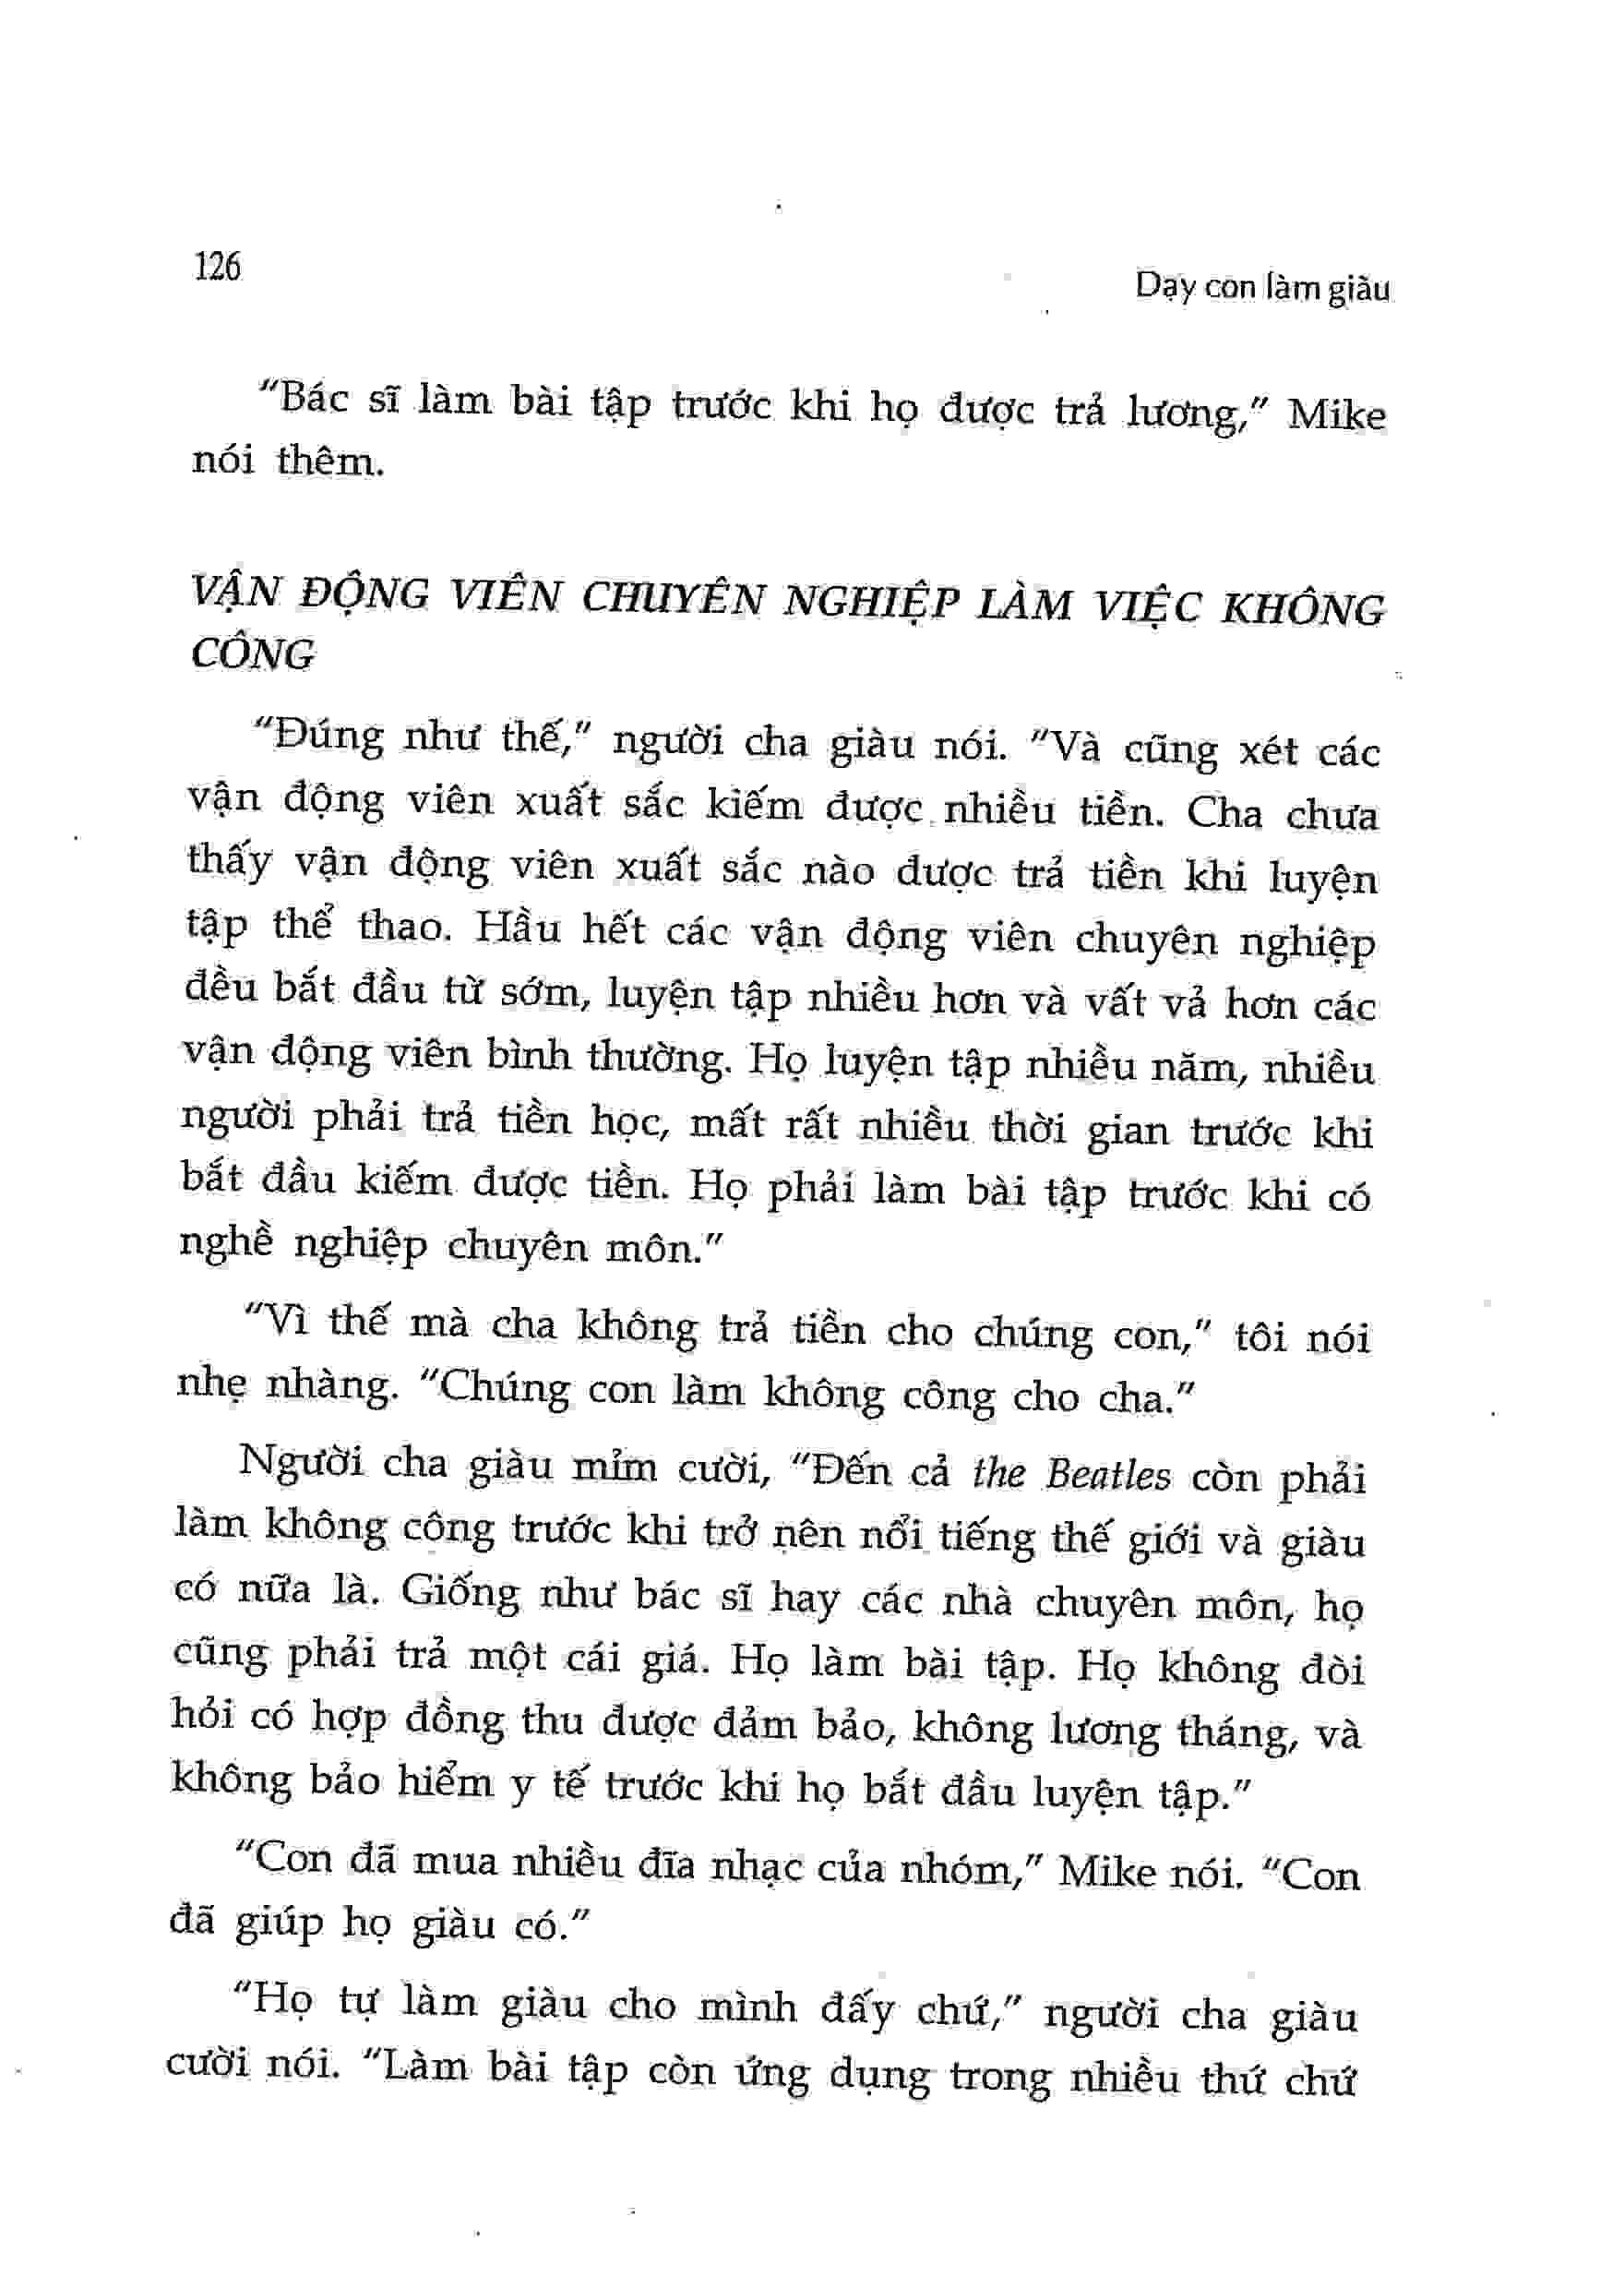 126
Dạy con làm giàu
“Bác sĩ làm bài tập trước khi họ được trả lương,” Mike
nói thêm.
VẬN ĐỘNG VIÊN CHUYÊN NGHIỆP LÀM VIỆC KHÔNG
CÔNG
“Đúng như thế,” người cha giàu nói. “Và cũng xét các
vận động viên xuất sắc kiếm được nhiều tiền. Cha chưa
thấy vận động viên xuất sắc nào được trả tiền khi luyện
tập thể thao. Hầu hết các vận động viên chuyên nghiệp
đều bắt đầu từ sớm, luyện tập nhiều hơn và vất vả hơn các
vận động viên bình thường. Họ luyện tập nhiều năm, nhiều
người phải trả tiền học, mất rất nhiều thời gian trước khi
bắt đầu kiếm được tiền. Họ phải làm bài tập trước khi có
nghề nghiệp chuyên môn.”
“Vì thế mà cha không trả tiền cho chúng con,” tôi nói
nhẹ nhàng. “Chúng con làm không công cho cha.”
Người cha giàu mỉm cười, “Đến cả the Beatles còn phải
làm không công trước khi trở nên nổi tiếng thế giới và giàu
có nữa là. Giống như bác sĩ hay các nhà chuyên môn, họ
cũng phải trả một cái giá. Họ làm bài tập. Họ không đòi
hỏi có hợp đồng thu được đảm bảo, không lương tháng, và
không bảo hiểm y tế trước khi họ bắt đầu luyện tập.”
“Con đã mua nhiều đĩa nhạc của nhóm,” Mike nói. “Con
đã giúp họ giàu có.”
“Họ tự làm giàu cho mình đấy chứ,” người cha giàu
cười nói. “Làm bài tập còn ứng dụng trong nhiều thứ chứ